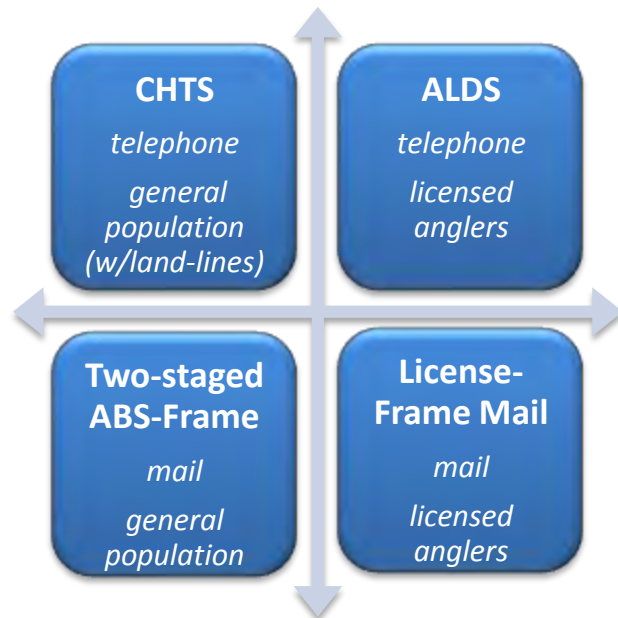 CHTS
telephone
general
population
(w/land-lines)
ALDS
telephone
licensed
anglers
Two-staged
ABS-Frame
mail
general
population
License-
Frame Mail
mail
licensed
anglers